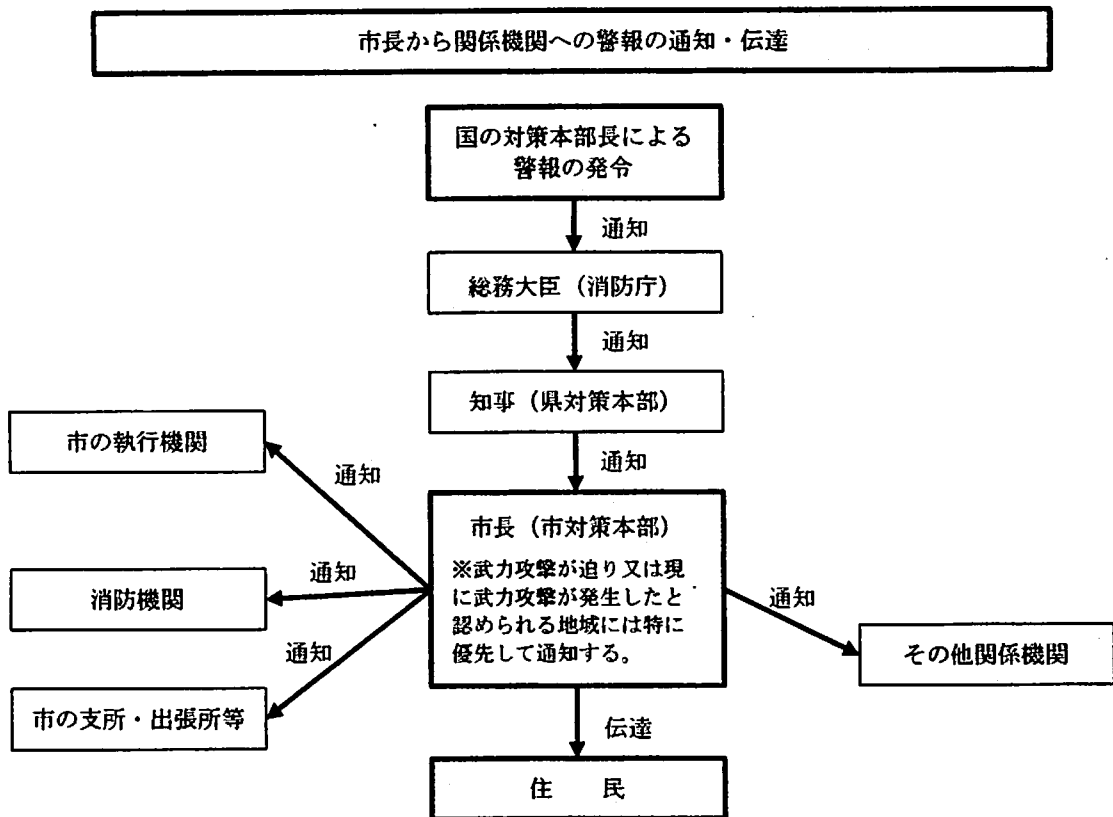 市長から関係機関への警報の通知・伝達
国の対策本部長による
警報の発令
通知
総務大臣（消防庁）
通知
知事（県対策本部）
通知
市の執行機関
通知
市長（市対策本部）
※武力攻撃が迫り又は現
に武力攻撃が発生したと
認められる地域には特に
優先して通知する。
通知
消防機関
通知
市の支所・出張所等
通知
その他関係機関
伝達
住　　民